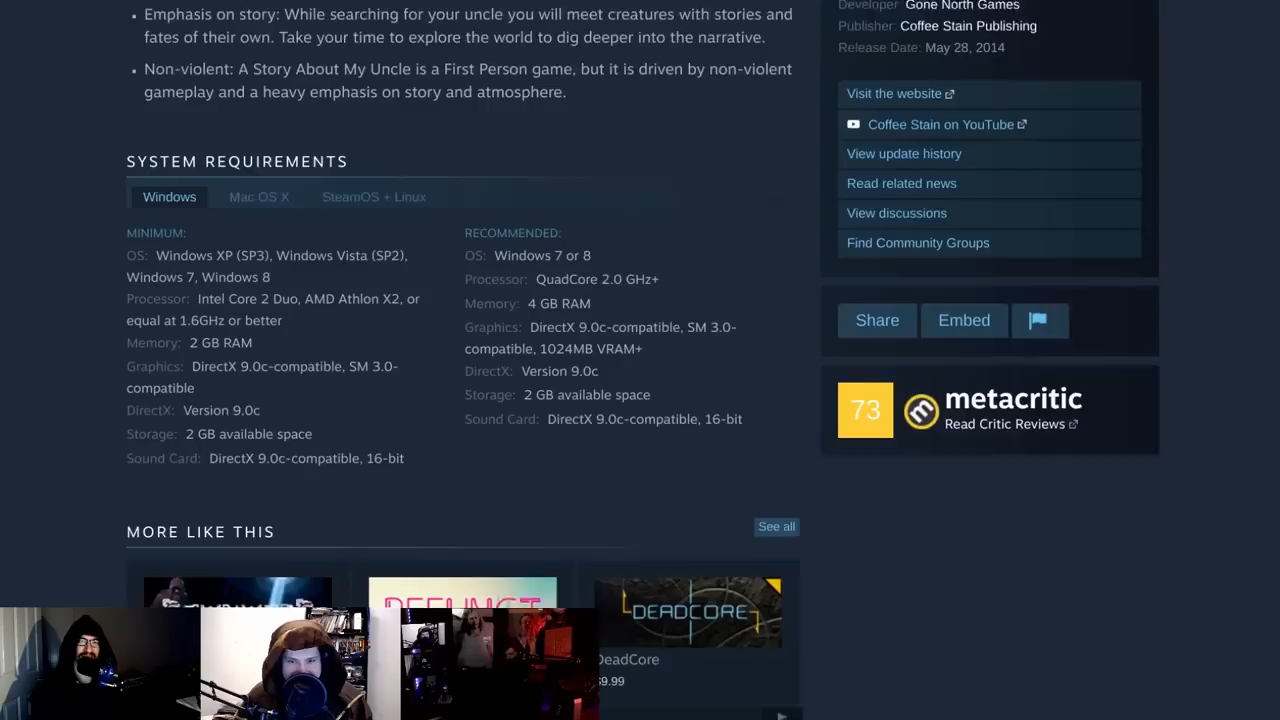 Emphasis on story: While searching for your uncle you will meet creatures with stories and
fates of their own. Take your time to explore the world to dig deeper into the narrative.
Non-violent: A Story About My Uncle is a First Person game, but it is driven by non-violent
gameplay and a heavy emphasis on story and atmosphere.
SYSTEM REQUIREMENTS
Windows
Mac OS X
SteamOS + Linux
MINIMUM:
OS: Windows XP (SP3), Windows Vista (SP2),
Windows 7, Windows 8
Processor: Intel Core 2 Duo, AMD Athlon X2, or
equal at 1.6GHz or better
Memory: 2 GB RAM
Graphics: DirectX 9.0c-compatible, SM 3.0-
compatible
DirectX: Version 9.0c
Storage: 2 GB available space
Sound Card: DirectX 9.0c-compatible, 16-bit
RECOMMENDED:
OS: Windows 7 or 8
Processor: QuadCore 2.0 GHz+
Memory: 4 GB RAM
Graphics: DirectX 9.0c-compatible, SM 3.0-
compatible, 1024MB VRAM+
DirectX: Version 9.0c
Storage: 2 GB available space
Sound Card: DirectX 9.0c-compatible, 16-bit
MORE LIKE THIS
See all
DEADCORE
DeadCore
$9.99
Developer: Gone North Games
Publisher: Coffee Stain Publishing
Release Date: May 28, 2014
Visit the website
Coffee Stain on YouTube
View update history
Read related news
View discussions
Find Community Groups
Share
Embed
73
metacritic
Read Critic Reviews